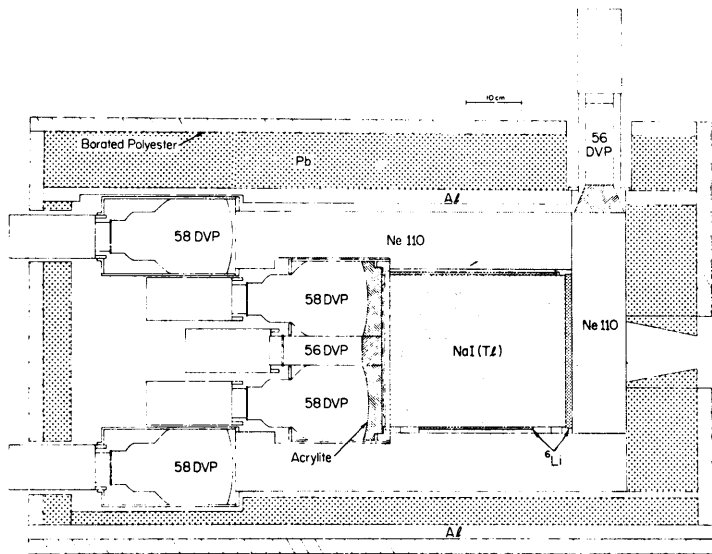 10 cm
Borated Polyester
56
DVP
Pb
Al
58 DVP
Ne 110
58 DVP
56 DVP
NaI (Tl)
Ne 110
58 DVP
Acrylite
⁶Li
58 DVP
Al